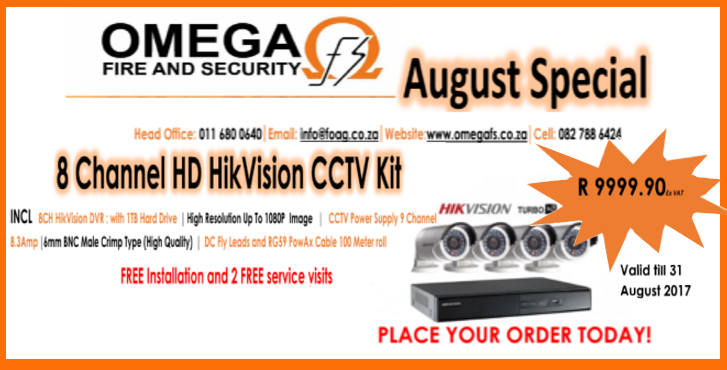 OMEGA
FIRE AND SECURITY
fs
August Special
Head Office: 011 680 0640 | Email: info@foag.co.za | Website: www.omegafs.co.za | Cell: 082 788 6424
8 Channel HD HikVision CCTV Kit
R 9999.90 Ex VAT
INCL 8CH HikVision DVR : with 1TB Hard Drive | High Resolution Up To 1080P Image | CCTV Power Supply 9 Channel
8.3Amp |6mm BNC Male Crimp Type (High Quality) | DC Fly Leads and RG59 PowAx Cable 100 Meter roll
HIKVISION TURBO HD
FREE Installation and 2 FREE service visits
Valid till 31
August 2017
PLACE YOUR ORDER TODAY!